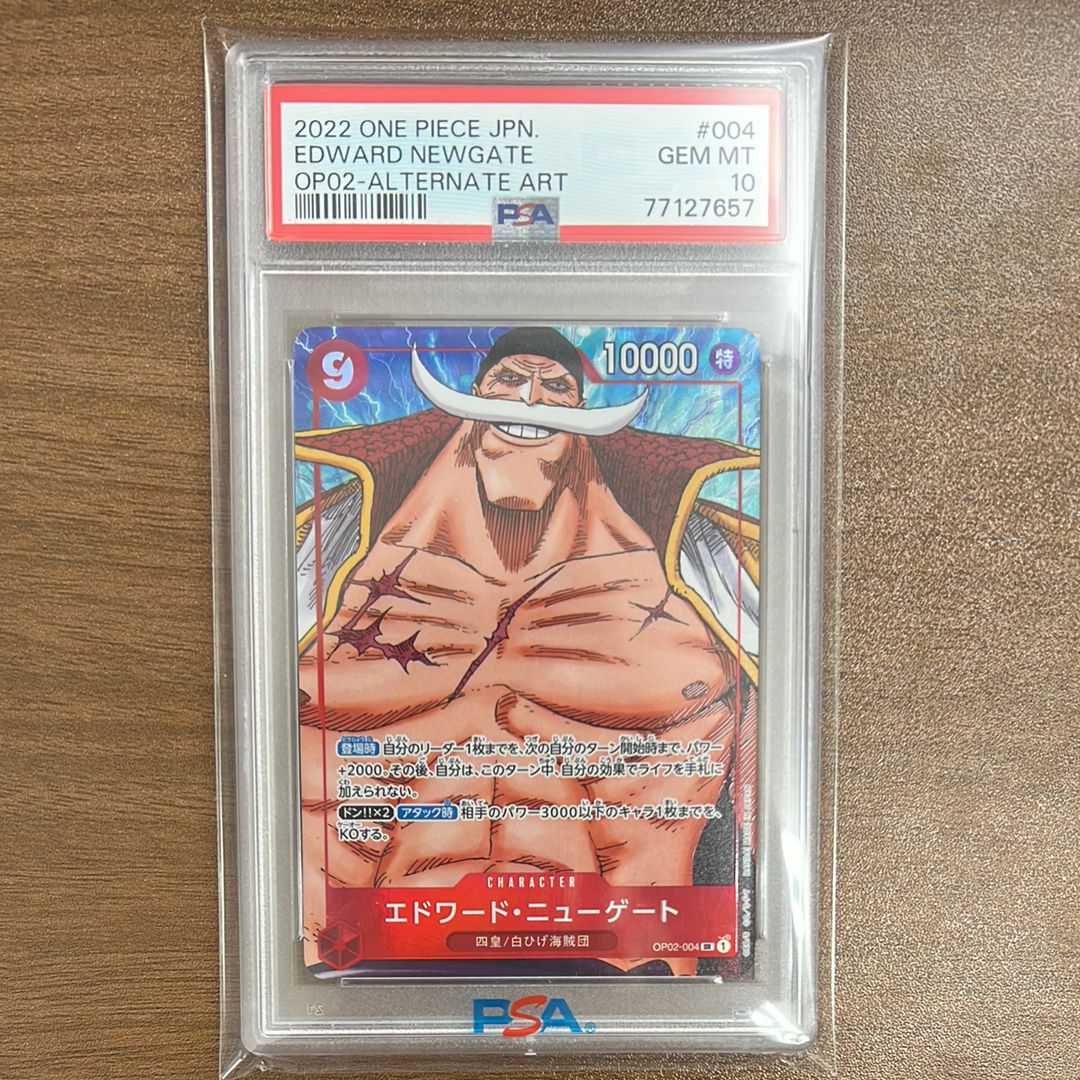 2022 ONE PIECE JPN. #004
EDWARD NEWGATE GEM MT
OP02-ALTERNATE ART 10
77127657
PSA
9
10000 特
登場時 自分のリーダー1枚までを、次の自分のターン開始時まで、パワー
+2000。その後、自分は、このターン中、自分の効果でライフを手札に
加えられない。
ドン!!×2 アタック時 相手のパワー3000以下のキャラ1枚までを、
KOする。
CHARACTER
エドワード・ニューゲート
四皇/白ひげ海賊団
OP02-004 SR 1
PSA®